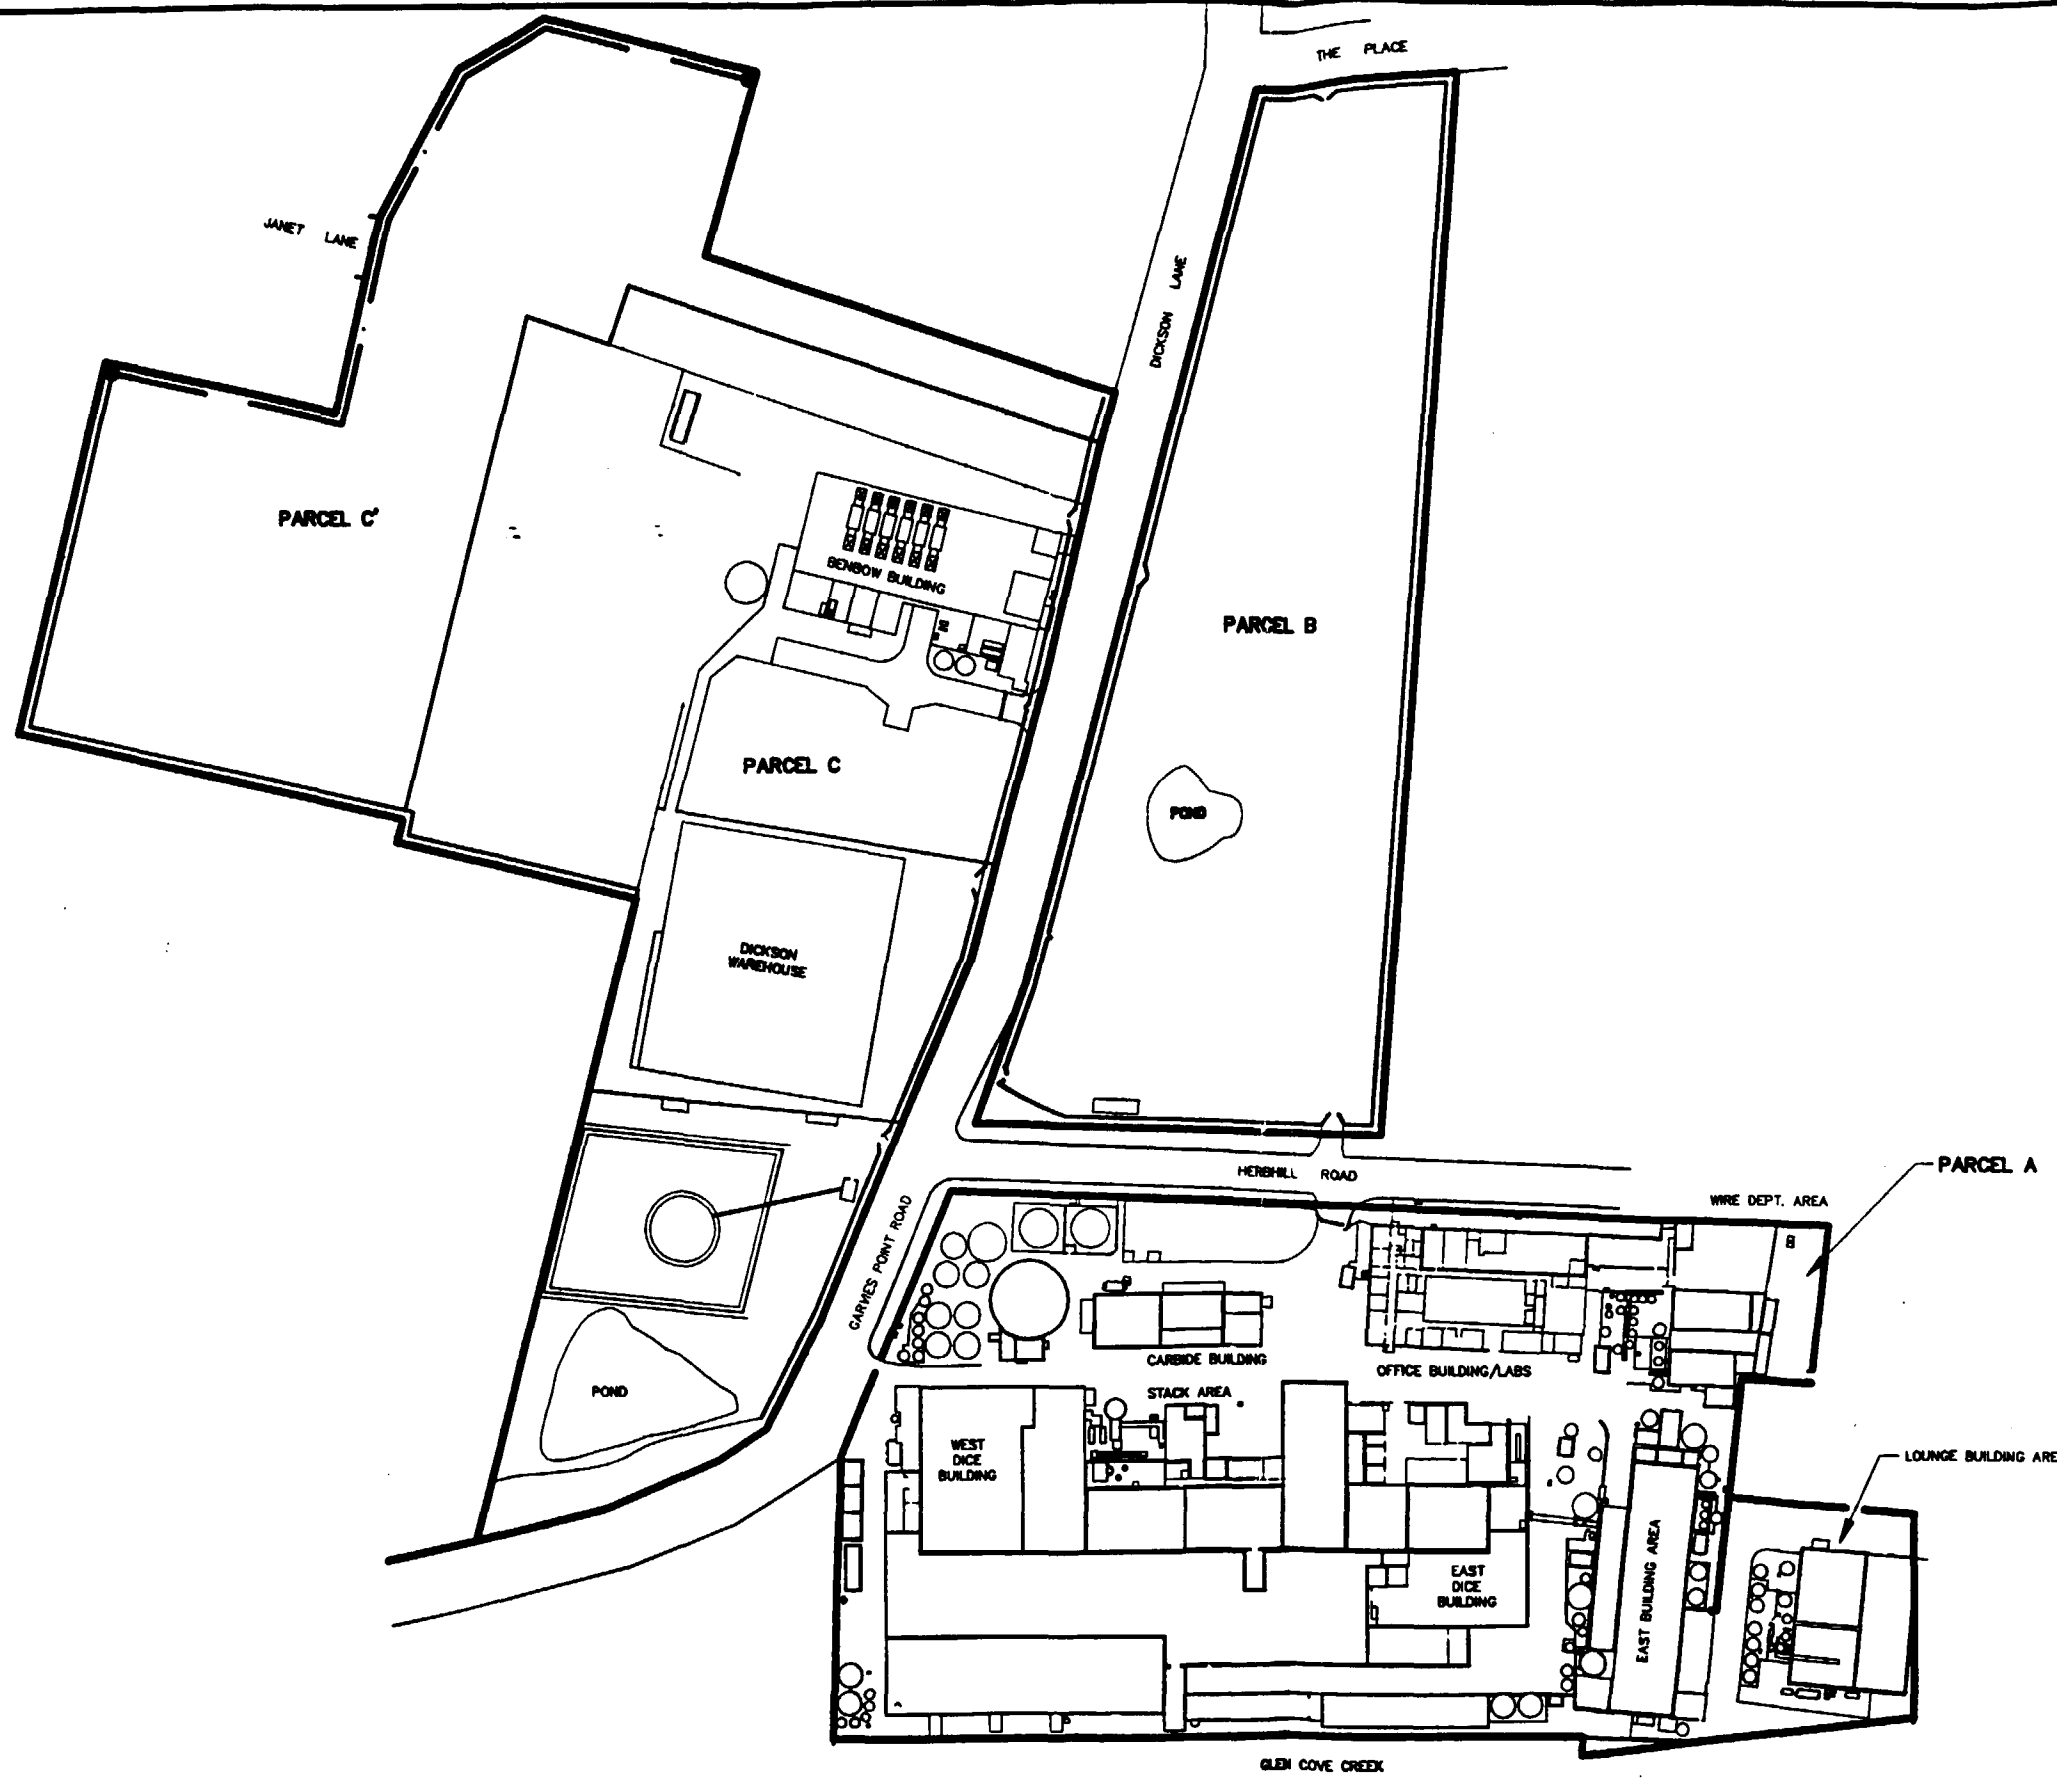 THE PLACE
JANET LANE
DICKSON LANE
PARCEL C'
BENBOW BUILDING
PARCEL B
PARCEL C
POND
DICKSON
WAREHOUSE
HERBHILL ROAD
PARCEL A
WIRE DEPT. AREA
GARVIES POINT ROAD
CARBIDE BUILDING
OFFICE BUILDING/LABS
POND
STACK AREA
WEST
DICE
BUILDING
LOUNGE BUILDING ARE
EAST
DICE
BUILDING
EAST BUILDING AREA
GLEN COVE CREEK